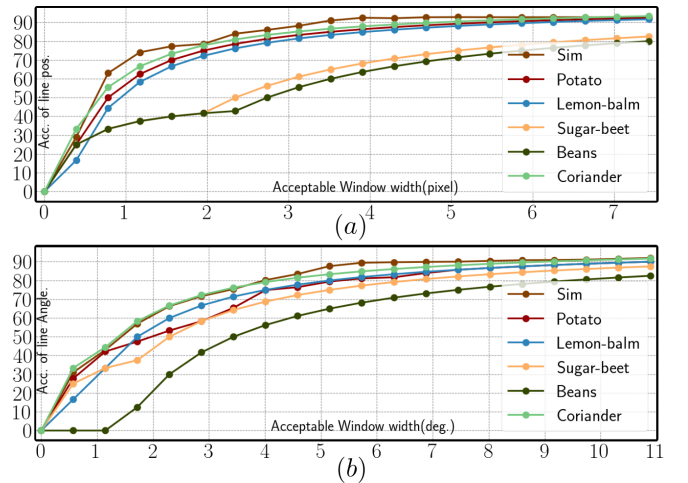 90
80
70
60
50
40
30
20
10
0
Acc. of line pos.
Sim
Potato
Lemon-balm
Sugar-beet
Beans
Coriander
Acceptable Window width(pixel)
0 1 2 3 4 5 6 7
(a)
90
80
70
60
50
40
30
20
10
0
Acc. of line Angle.
Sim
Potato
Lemon-balm
Sugar-beet
Beans
Coriander
Acceptable Window width(deg.)
0 1 2 3 4 5 6 7 8 9 10 11
(b)